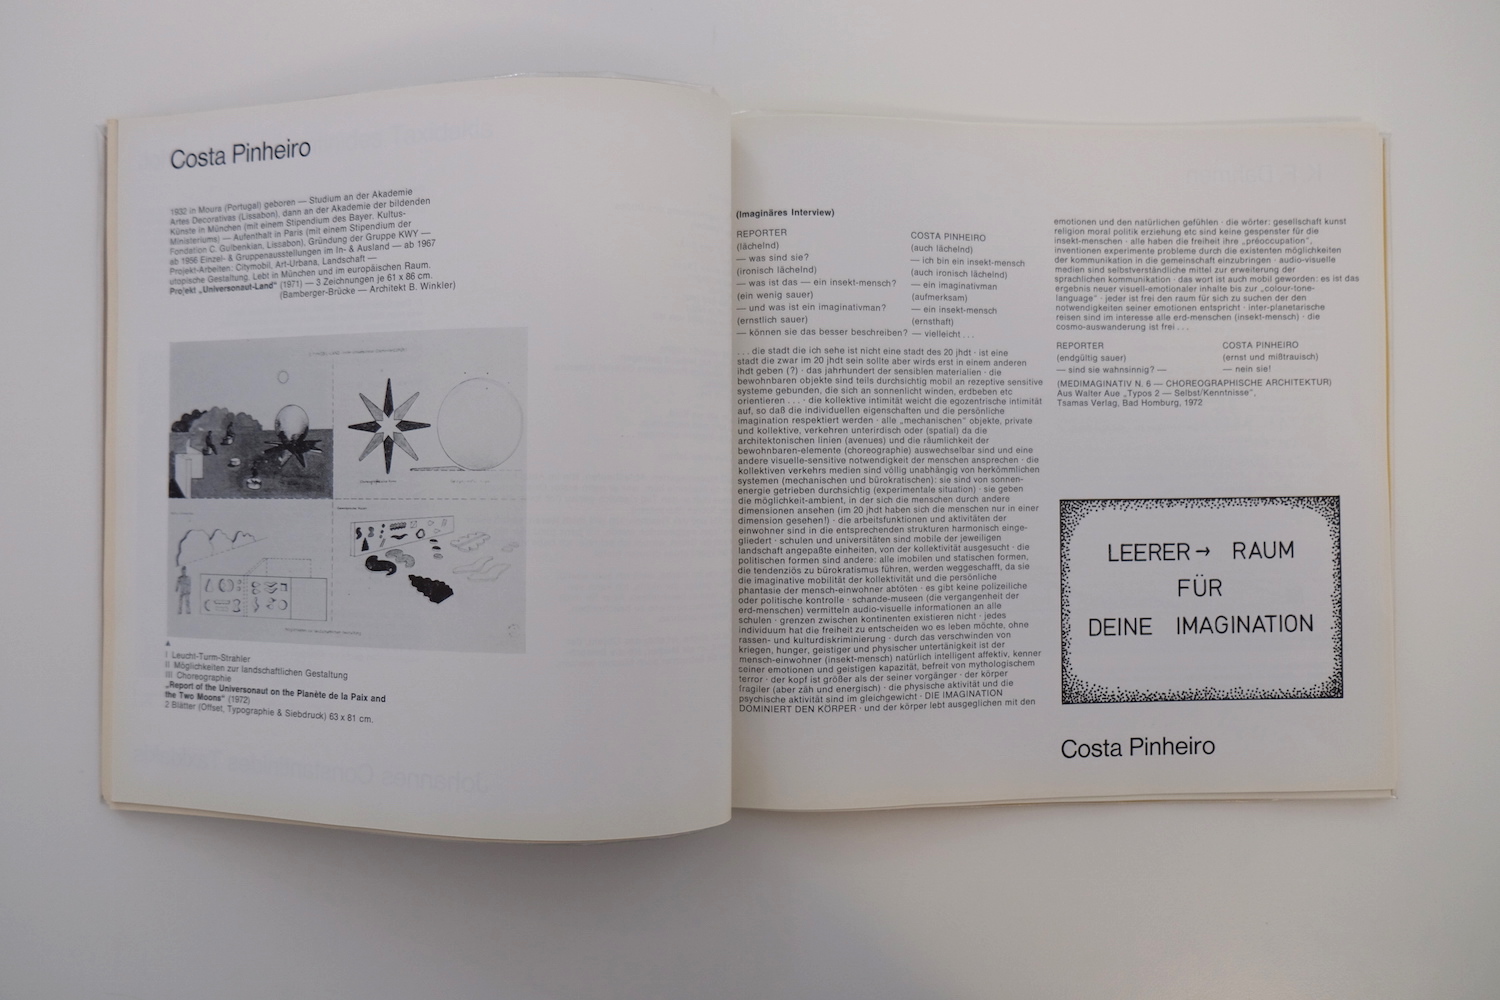 Costa Pinheiro
1932 in Moura (Portugal) geboren — Studium an der Akademie
Artes Decorativas (Lissabon), dann an der Akademie der bildenden
Künste in München (mit einem Stipendium des Bayer. Kultus-
Ministeriums) — Aufenthalt in Paris (mit einem Stipendium der
Fondation C. Gulbenkian, Lissabon). Gründung der Gruppe KWY —
ab 1956 Einzel- & Gruppenausstellungen im In- & Ausland — ab 1967
Projekt-Arbeiten: Citymobil, Art-Urbana, Landschaft —
utopische Gestaltung. Lebt in München und im europäischen Raum.
Projekt „Universonaut-Land“ (1971) — 3 Zeichnungen je 61 x 86 cm.
(Bamberger-Brücke — Architekt B. Winkler)
▲
I Leucht-Turm-Strahler
II Möglichkeiten zur landschaftlichen Gestaltung
III Choreographie
„Report of the Universonaut on the Planète de la Paix and
the Two Moons“ (1972)
2 Blätter (Offset, Typographie & Siebdruck) 63 x 81 cm.
(Imaginäres Interview)
REPORTER COSTA PINHEIRO
(lächelnd) (auch lächelnd)
— was sind sie? — ich bin ein insekt-mensch
(ironisch lächelnd) (auch ironisch lächelnd)
— was ist das — ein insekt-mensch? — ein imaginativman
(ein wenig sauer) (aufmerksam)
— und was ist ein imaginativman? — ein insekt-mensch
(ernstlich sauer) (ernsthaft)
— können sie das besser beschreiben? — vielleicht . . .
. . . die stadt die ich sehe ist nicht eine stadt des 20 jhdt · ist eine
stadt die zwar im 20 jhdt sein sollte aber wirds erst in einem anderen
jhdt geben (?) · das jahrhundert der sensiblen materialien · die
bewohnbaren objekte sind teils durchsichtig mobil an rezeptive sensitive
systeme gebunden, die sich an sonnenlicht winden, erdbeben etc
orientieren . . . · die kollektive intimität weicht die egozentrische intimität
auf, so daß die individuellen eigenschaften und die persönliche
imagination respektiert werden · alle „mechanischen“ objekte, private
und kollektive, verkehren unterirdisch oder (spatial) da die
architektonischen linien (avenues) und die räumlichkeit der
bewohnbaren-elemente (choreographie) auswechselbar sind und eine
andere visuelle-sensitive notwendigkeit der menschen ansprechen · die
kollektiven verkehrs medien sind völlig unabhängig von herkömmlichen
systemen (mechanischen und bürokratischen): sie sind von sonnen-
energie getrieben durchsichtig (experimentale situation) · sie geben
die möglichkeit-ambient, in der sich die menschen durch andere
dimensionen ansehen (im 20 jhdt haben sich die menschen nur in einer
dimension gesehen!) · die arbeitsfunktionen und aktivitäten der
einwohner sind in die entsprechenden strukturen harmonisch einge-
gliedert · schulen und universitäten sind mobile der jeweiligen
landschaft angepaßte einheiten, von der kollektivität ausgesucht · die
politischen formen sind andere: alle imobilen und statischen formen,
die tendenziös zu bürokratismus führen, werden weggeschafft, da sie
die imaginative mobilität der kollektivität und die persönliche
phantasie der mensch-einwohner abtöten · es gibt keine polizeiliche
oder politische kontrolle · schande-museen (die vergangenheit der
erd-menschen) vermitteln audio-visuelle informationen an alle
schulen · grenzen zwischen kontinenten existieren nicht · jedes
individuum hat die freiheit zu entscheiden wo es leben möchte, ohne
rassen- und kulturdiskriminierung · durch das verschwinden von
kriegen, hunger, geistiger und physischer untertänigkeit ist der
mensch-einwohner (insekt-mensch) natürlich intelligent affektiv, kenner
seiner emotionen und geistigen kapazität, befreit von mythologischem
terror · der kopf ist größer als der seiner vorgänger · der körper
fragiler (aber zäh und energisch) · die physische aktivität und die
psychische aktivität sind im gleichgewicht · DIE IMAGINATION
DOMINIERT DEN KÖRPER · und der körper lebt ausgeglichen mit den
emotionen und den natürlichen gefühlen · die wörter: gesellschaft kunst
religion moral politik erziehung etc sind keine gespenster für die
insekt-menschen · alle haben die freiheit ihre „préoccupation“,
inventionen experimente probleme durch die existenten möglichkeiten
der kommunikation in die gemeinschaft einzubringen · audio-visuelle
medien sind selbstverständliche mittel zur erweiterung der
sprachlichen kommunikation · das wort ist auch mobil geworden: es ist das
ergebnis neuer visuell-emotionaler inhalte bis zur „colour-tone-
language“ · jeder ist frei den raum für sich zu suchen der den
notwendigkeiten seiner emotionen entspricht · inter-planetarische
reisen sind im interesse alle erd-menschen (insekt-mensch) · die
cosmo-auswanderung ist frei . . .
REPORTER COSTA PINHEIRO
(endgültig sauer) (ernst und mißtrauisch)
— sind sie wahnsinnig? — — nein sie!
(MEDIMAGINATIV N. 6 — CHOREOGRAPHISCHE ARCHITEKTUR)
Aus Walter Aue „Typos 2 — Selbst/Kenntnisse“,
Tsamas Verlag, Bad Homburg, 1972
LEERER → RAUM
FÜR
DEINE IMAGINATION
Costa Pinheiro